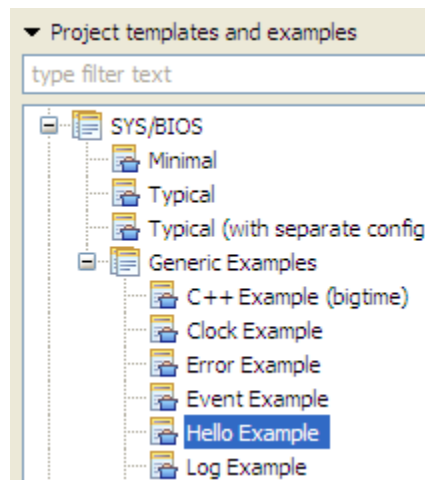 Project templates and examples
type filter text
SYS/BIOS
Minimal
Typical
Typical (with separate config
Generic Examples
C++ Example (bigtime)
Clock Example
Error Example
Event Example
Hello Example
Log Example